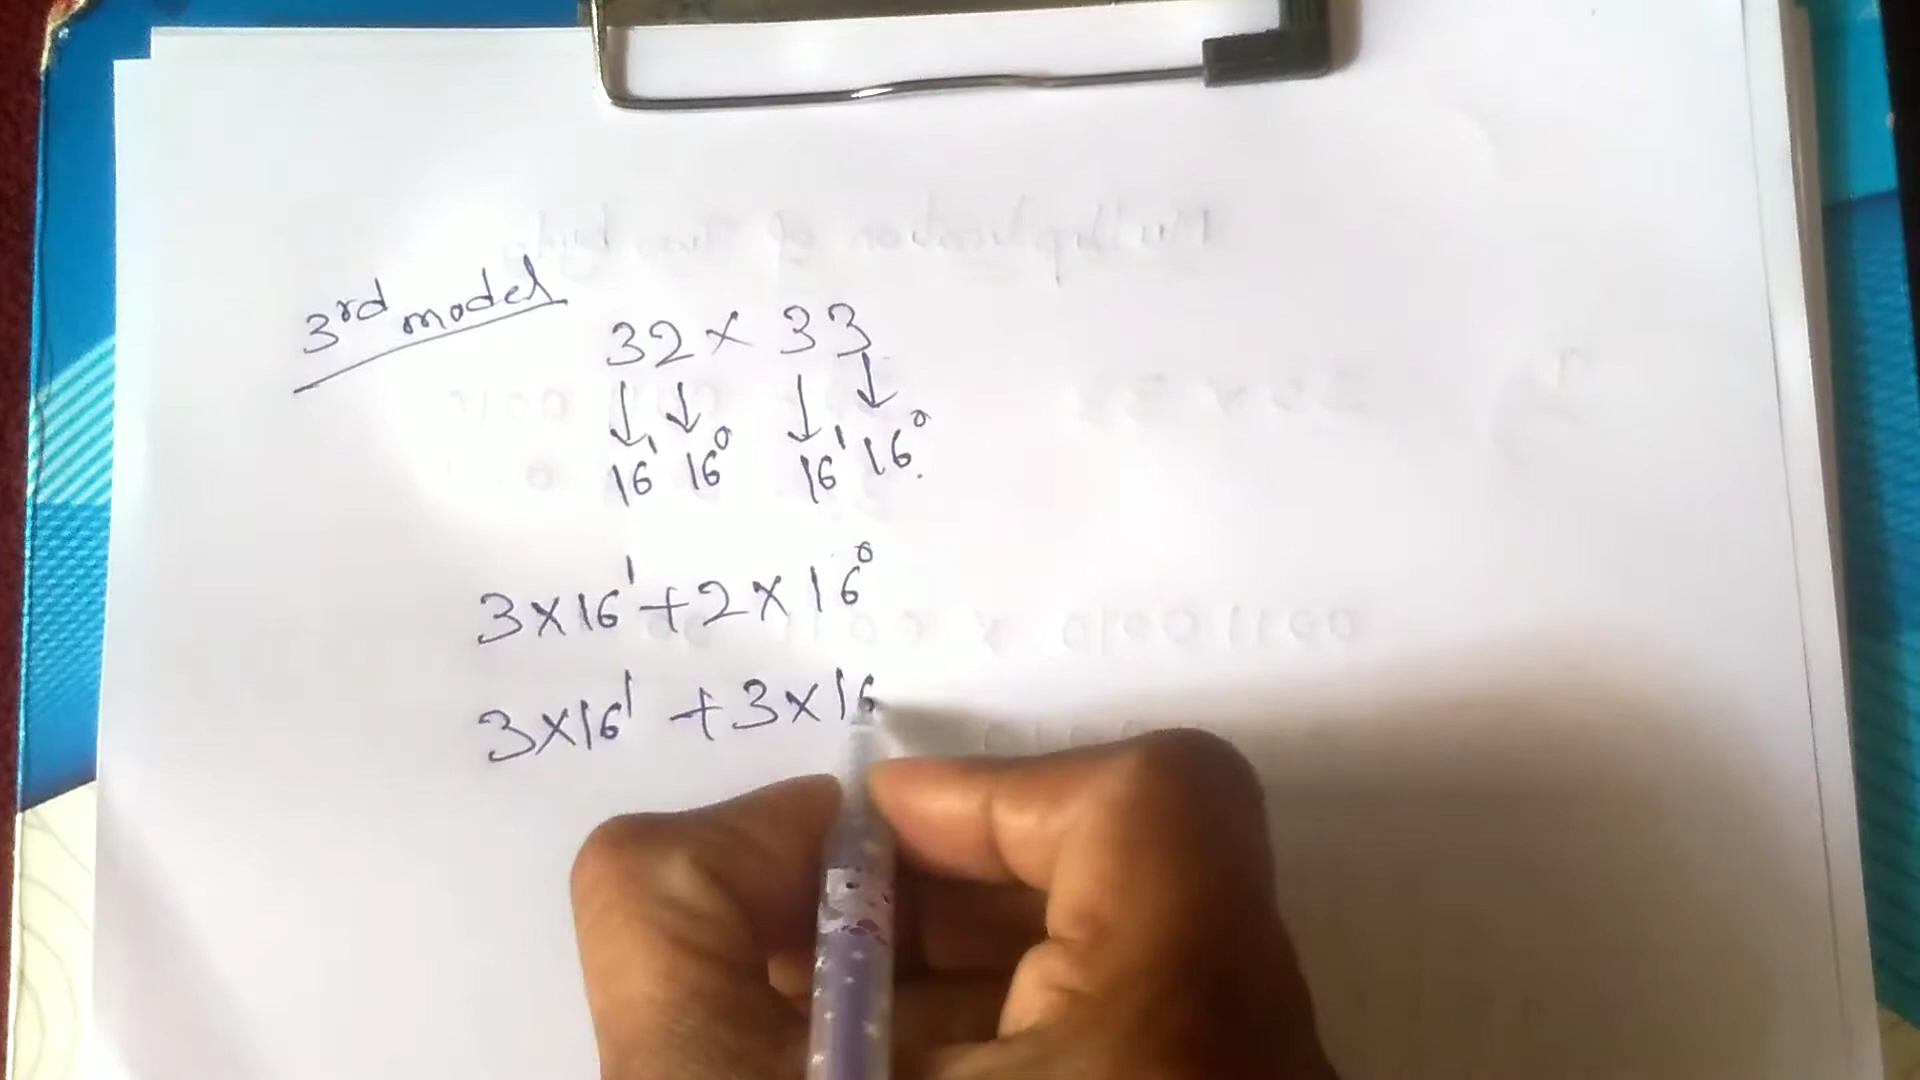 3rd model
32 × 33
↓ ↓ ↓ ↓
16¹ 16⁰ 16¹ 16⁰
3×16¹+2×16⁰
3×16¹ +3×16